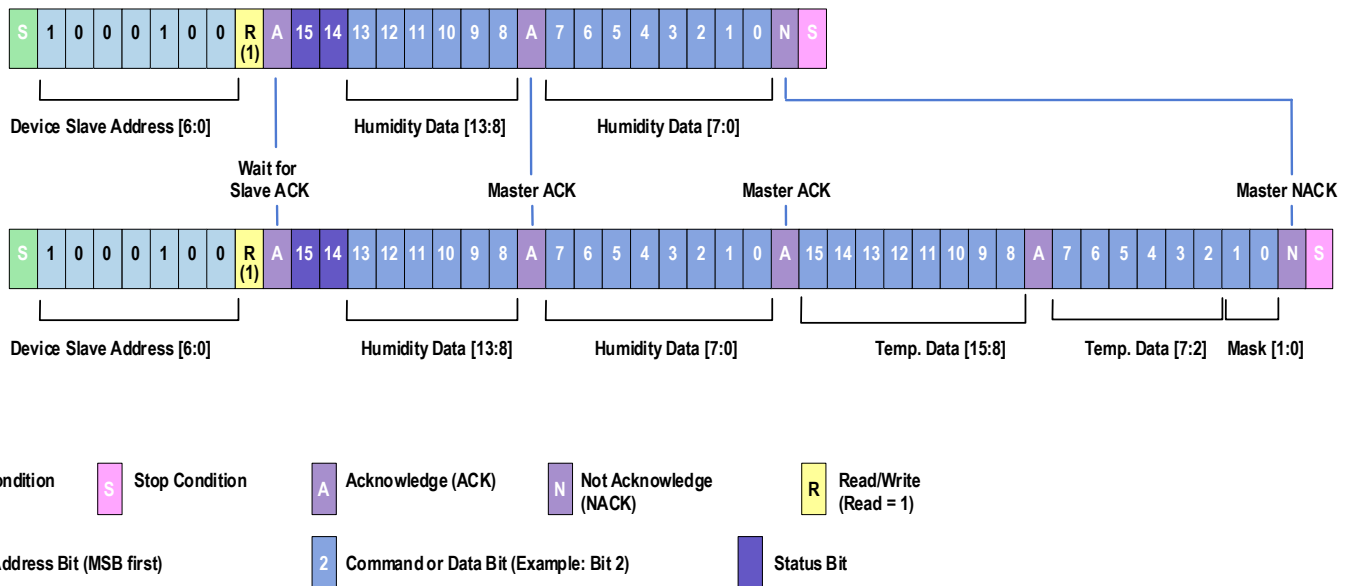 S 1 0 0 0 1 0 0 R (1) A 15 14 13 12 11 10 9 8 A 7 6 5 4 3 2 1 0 N S
Device Slave Address [6:0] Humidity Data [13:8] Humidity Data [7:0]
Wait for
Slave ACK Master ACK Master ACK Master NACK
S 1 0 0 0 1 0 0 R (1) A 15 14 13 12 11 10 9 8 A 7 6 5 4 3 2 1 0 A 15 14 13 12 11 10 9 8 A 7 6 5 4 3 2 1 0 N S
Device Slave Address [6:0] Humidity Data [13:8] Humidity Data [7:0] Temp. Data [15:8] Temp. Data [7:2] Mask [1:0]
ondition S Stop Condition A Acknowledge (ACK) N Not Acknowledge (NACK) R Read/Write (Read = 1)
ddress Bit (MSB first) 2 Command or Data Bit (Example: Bit 2) Status Bit